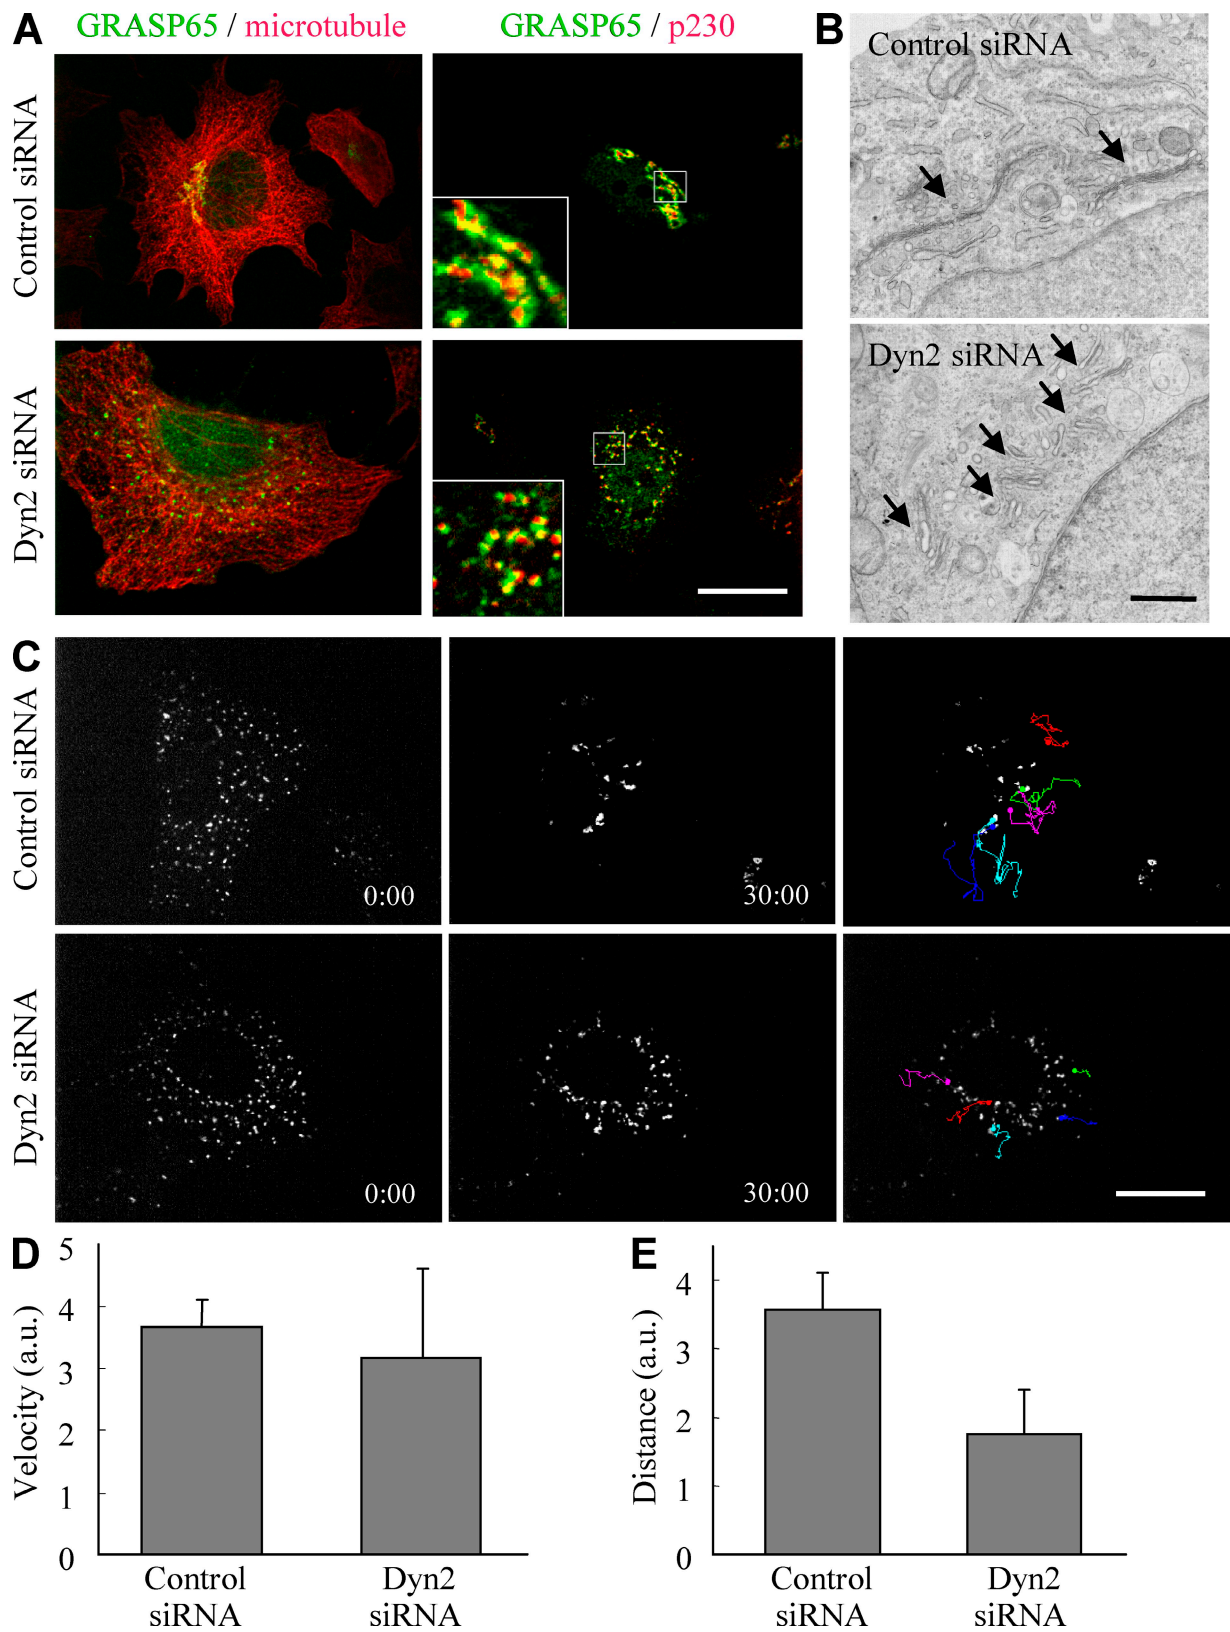 A
GRASP65 / microtubule
GRASP65 / p230
Control siRNA
Dyn2 siRNA
B
Control siRNA
Dyn2 siRNA
C
Control siRNA
0:00
30:00
Dyn2 siRNA
0:00
30:00
D
Velocity (a.u.)
5
4
3
2
1
0
Control
siRNA
Dyn2
siRNA
E
Distance (a.u.)
4
3
2
1
0
Control
siRNA
Dyn2
siRNA